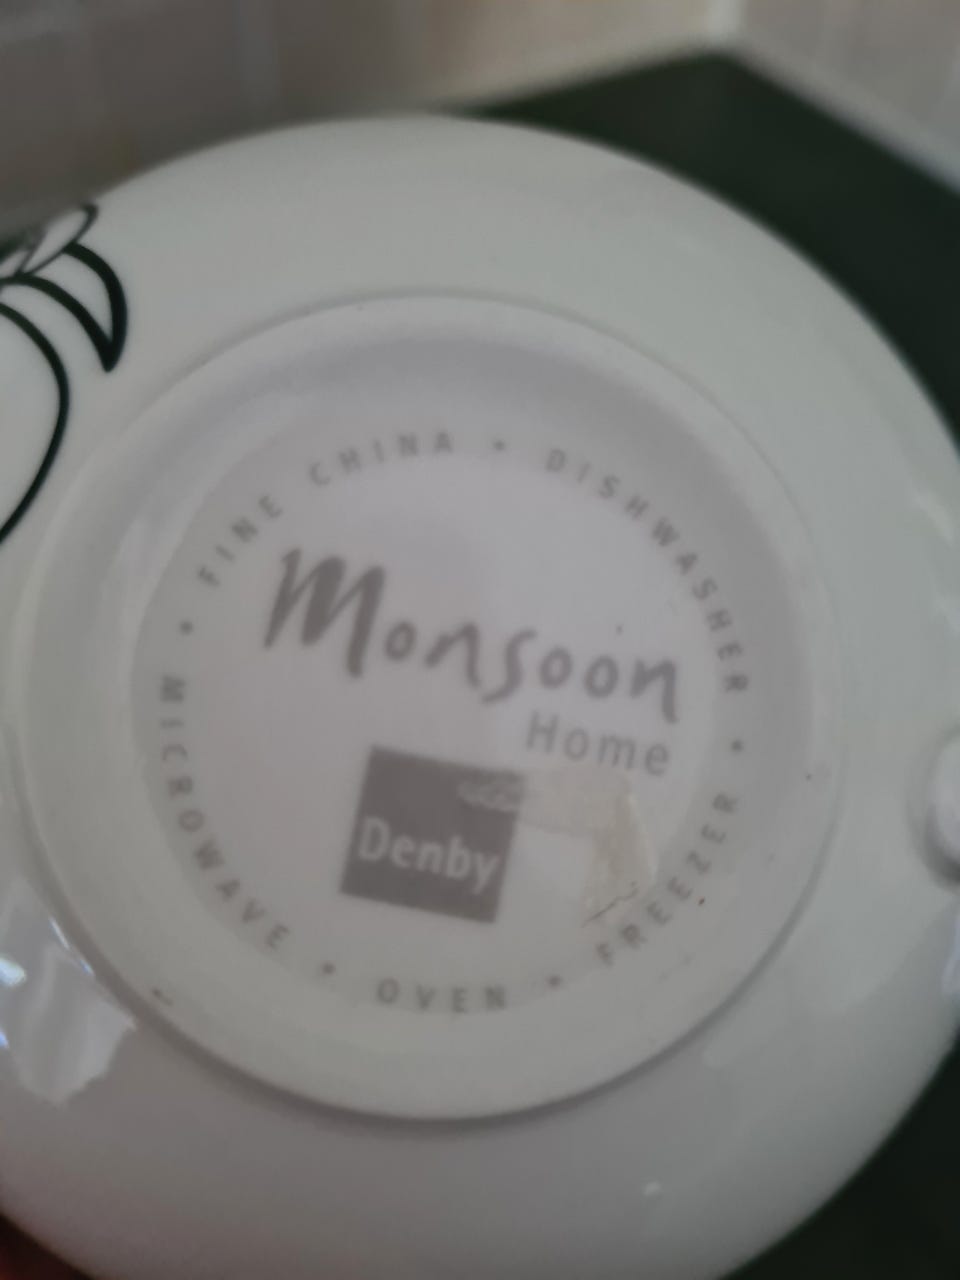 FINE CHINA • DISHWASHER • FREEZER • OVEN • MICROWAVE •
Monsoon
Home
Denby